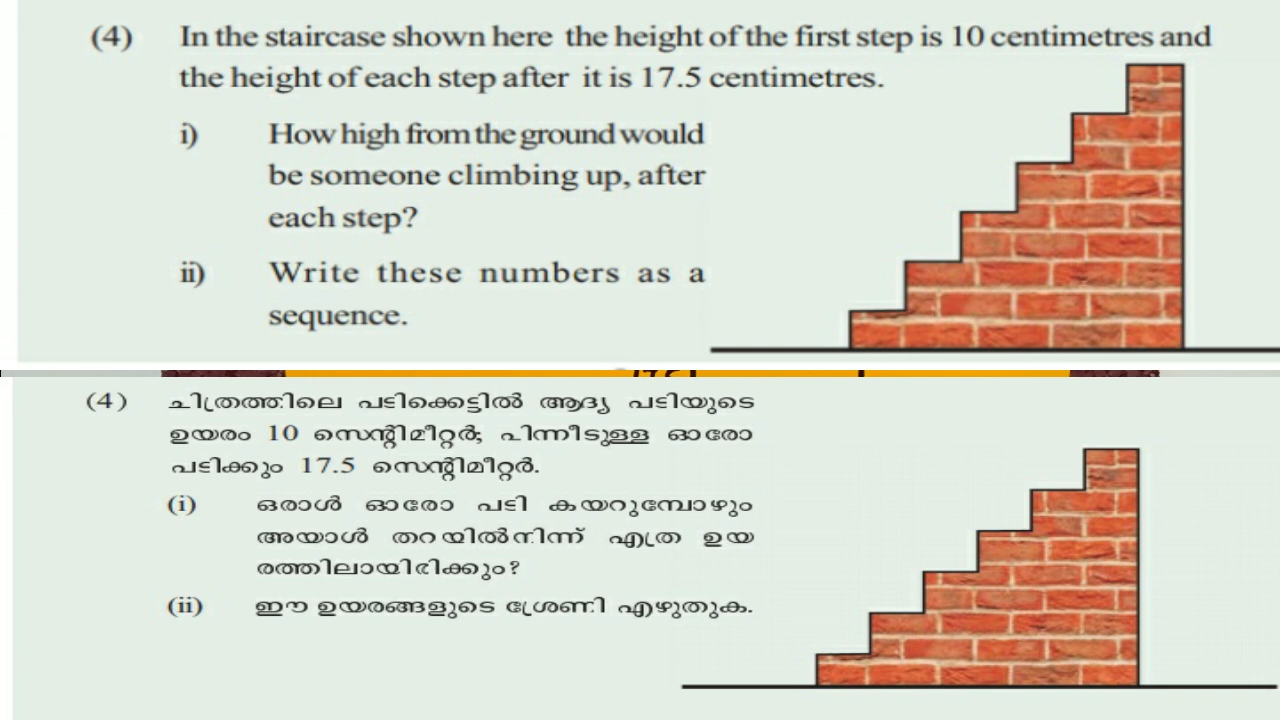 (4) In the staircase shown here the height of the first step is 10 centimetres and
the height of each step after it is 17.5 centimetres.
i) How high from the ground would
be someone climbing up, after
each step?
ii) Write these numbers as a
sequence.
(4) ചിത്രത്തിലെ പടിക്കെട്ടിൽ ആദ്യ പടിയുടെ
ഉയരം 10 സെന്റിമീറ്റർ; പിന്നീടുള്ള ഓരോ
പടിക്കും 17.5 സെന്റിമീറ്റർ.
(i) ഒരാൾ ഓരോ പടി കയറുമ്പോഴും
അയാൾ തറയിൽനിന്ന് എത്ര ഉയ
രത്തിലായിരിക്കും?
(ii) ഈ ഉയരങ്ങളുടെ ശ്രേണി എഴുതുക.